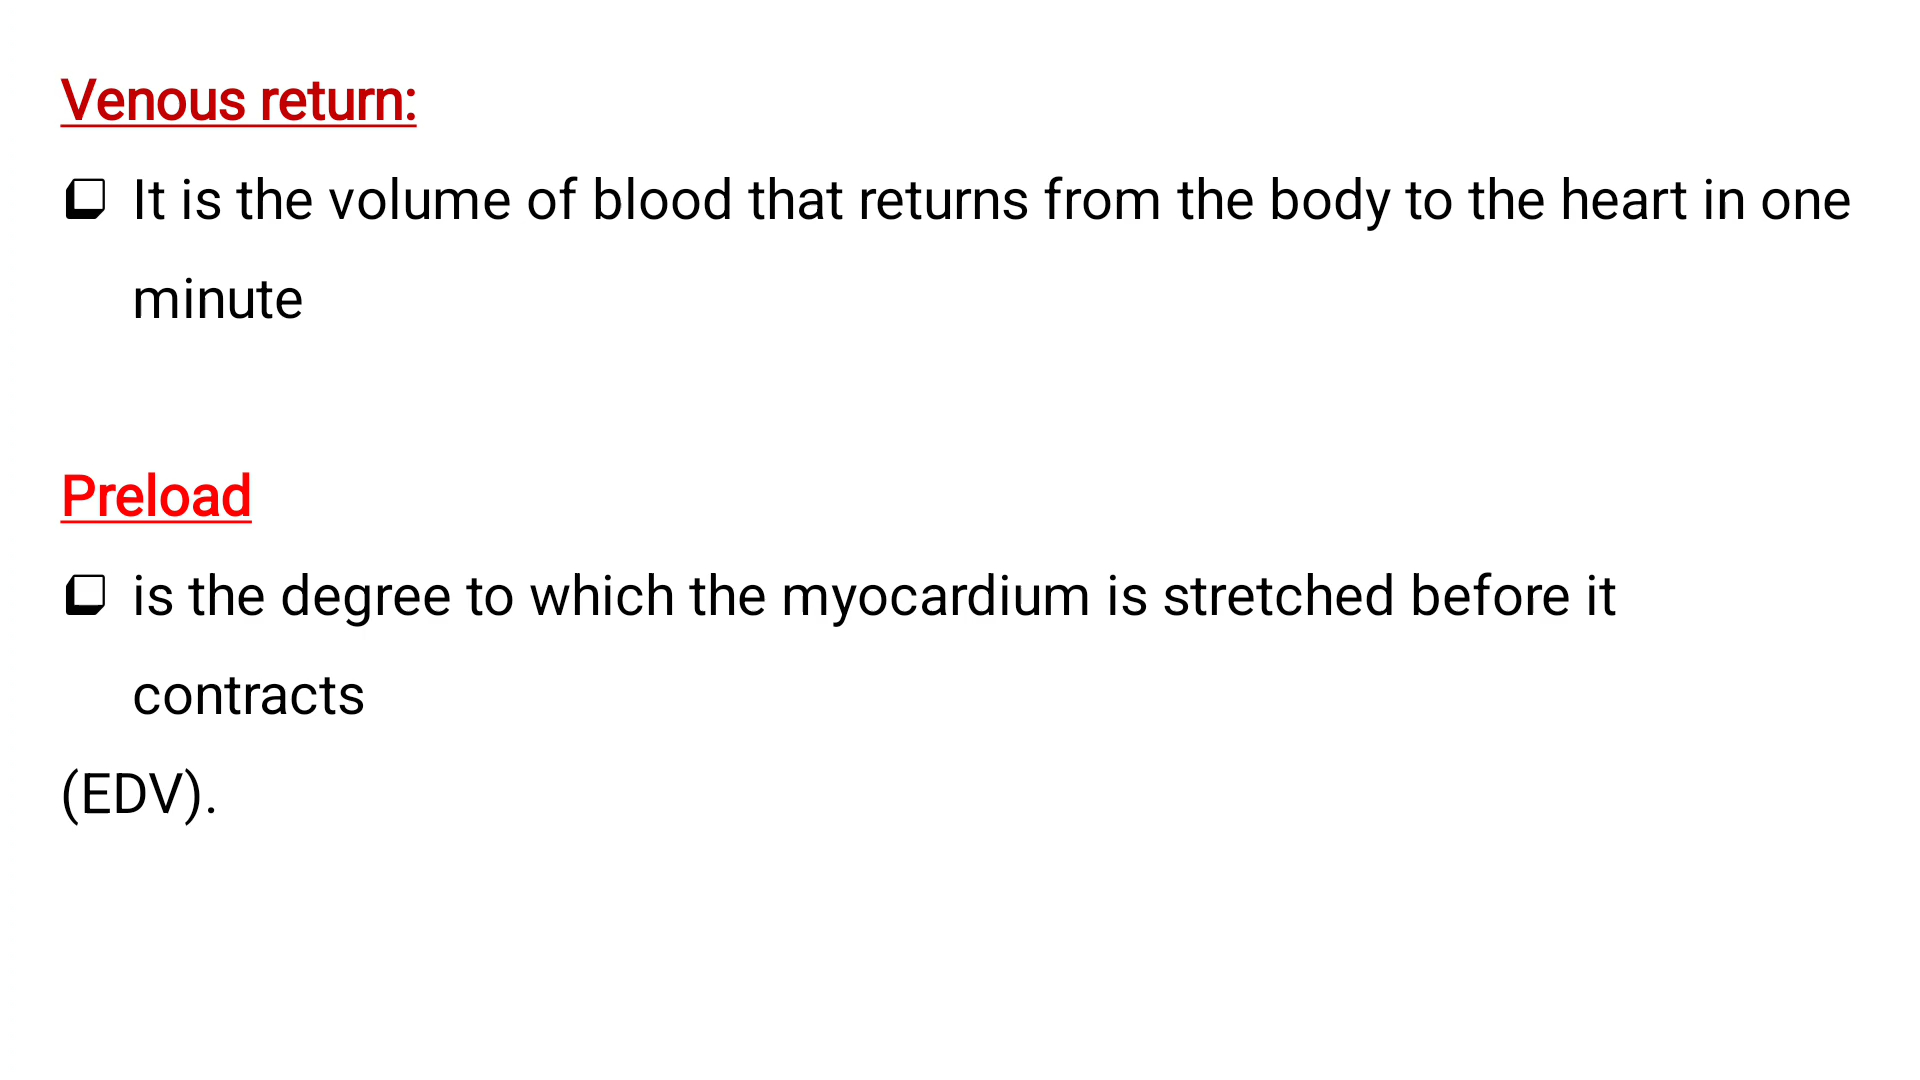 Venous return:
❑ It is the volume of blood that returns from the body to the heart in one
minute
Preload
❑ is the degree to which the myocardium is stretched before it
contracts
(EDV).